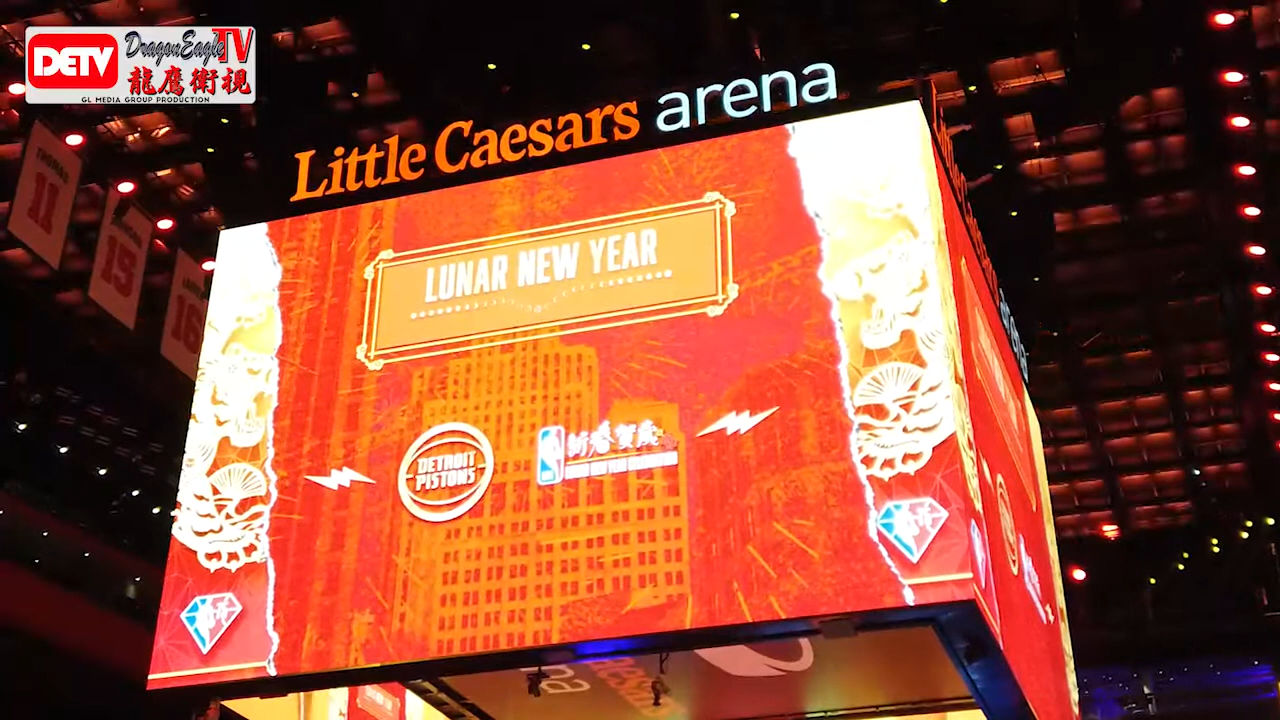 DETV
DragonEagleTV
龍鷹衛視
GL MEDIA GROUP PRODUCTION
Little Caesars arena
LUNAR NEW YEAR
DETROIT
PISTONS
新春賀歲
11
15
16